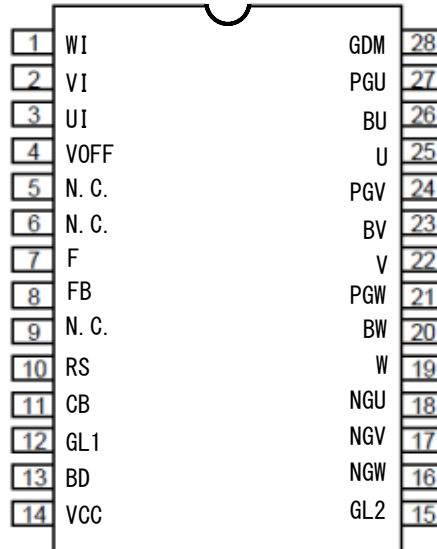 1 WI GDM 28
2 VI PGU 27
3 UI BU 26
4 VOFF U 25
5 N.C. PGV 24
6 N.C. BV 23
7 F V 22
8 FB PGW 21
9 N.C. BW 20
10 RS W 19
11 CB NGU 18
12 GL1 NGV 17
13 BD NGW 16
14 VCC GL2 15